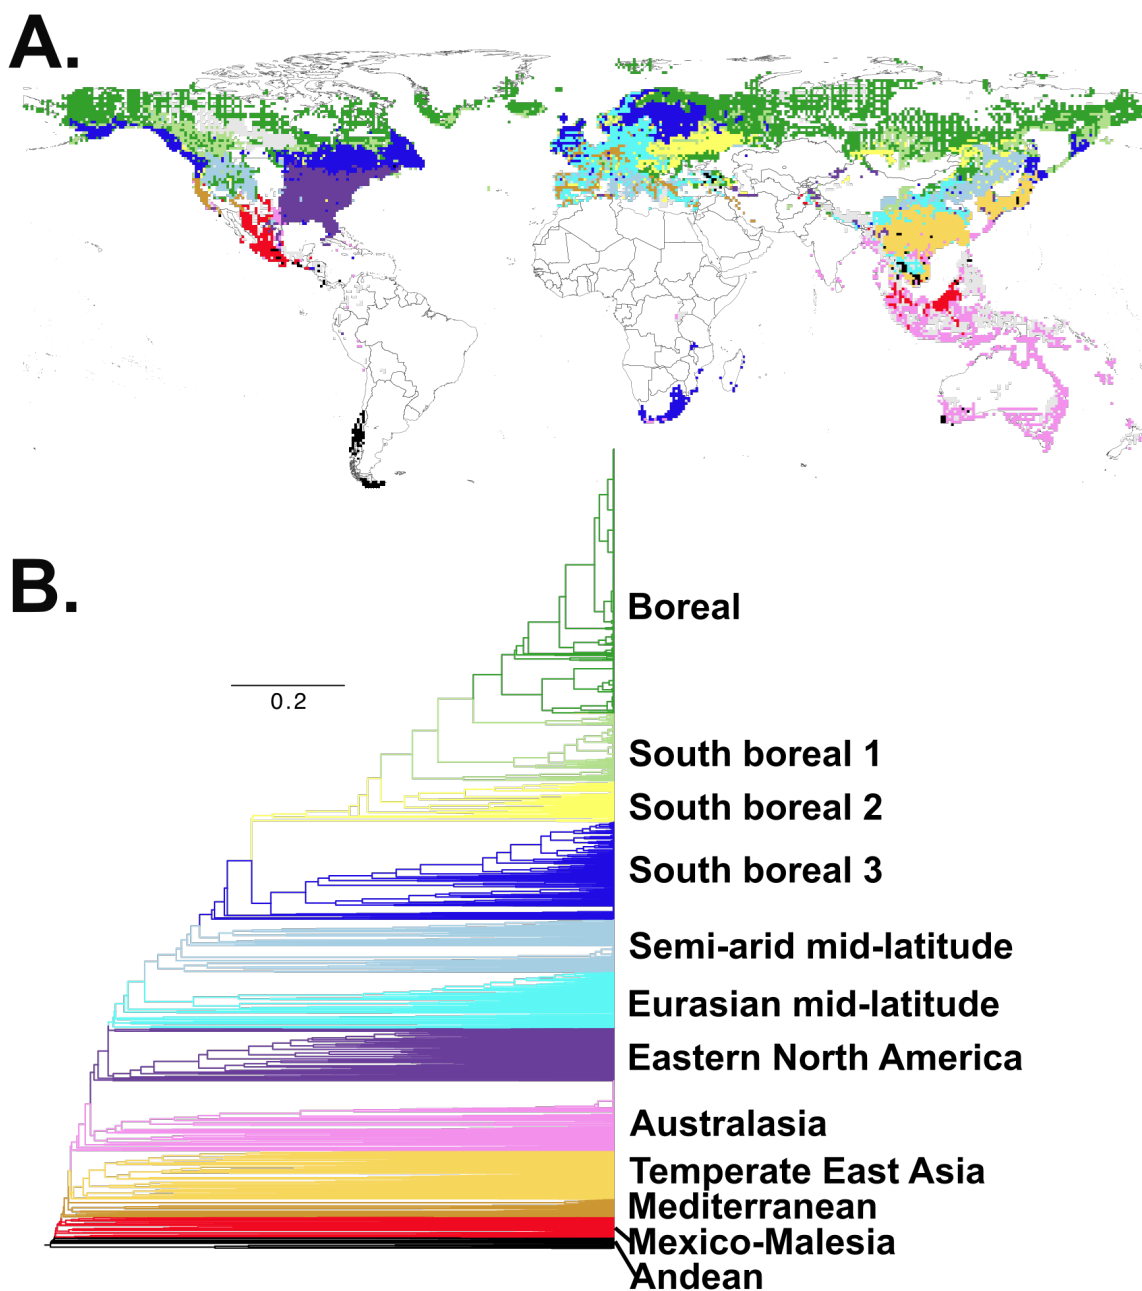 A.
B.
Boreal
0.2
South boreal 1
South boreal 2
South boreal 3
Semi-arid mid-latitude
Eurasian mid-latitude
Eastern North America
Australasia
Temperate East Asia
Mediterranean
Mexico-Malesia
Andean